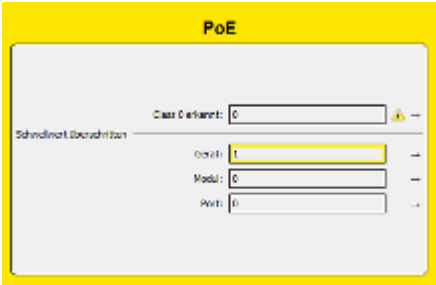 PoE
Class 0 erkannt: 0
Schwellwert überschritten
Gerät: 1
Modul: 0
Port: 0